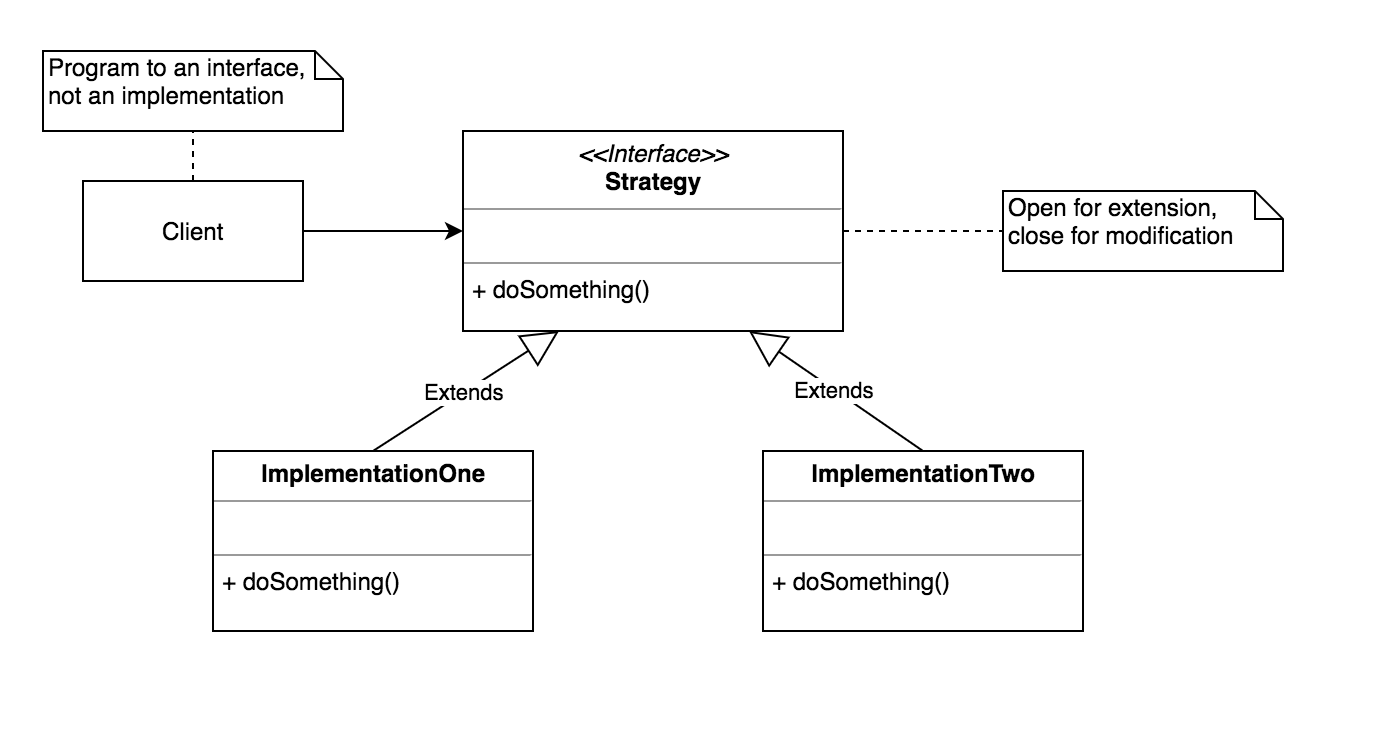 Program to an interface,
not an implementation
<<Interface>>
Strategy
Client
Open for extension,
close for modification
+ doSomething()
Extends
Extends
ImplementationOne
ImplementationTwo
+ doSomething()
+ doSomething()